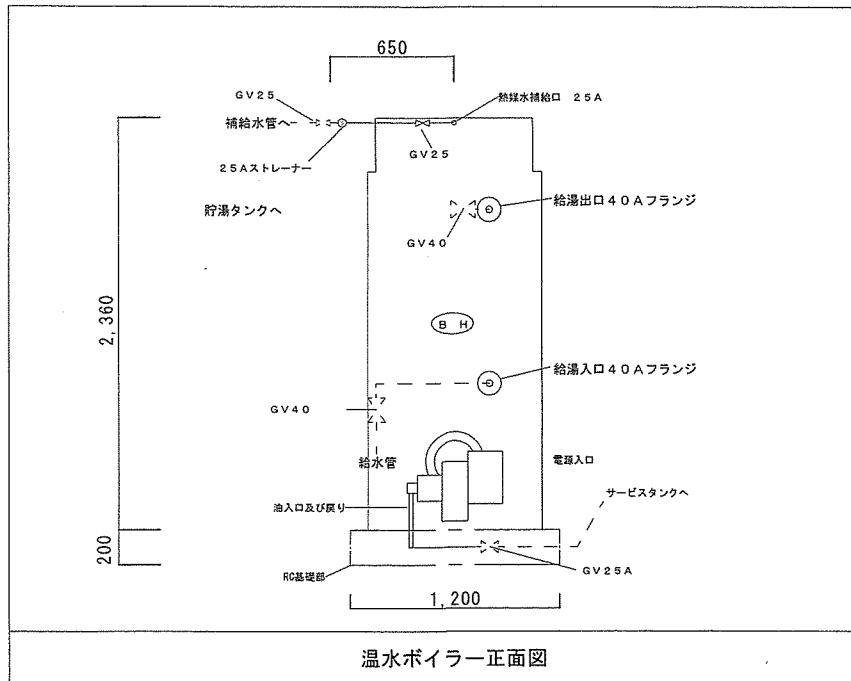 650
GV25
熱媒水補給口 25A
補給水管へ
GV25
25Aストレーナー
貯湯タンクへ
給湯出口40Aフランジ
GV40
2,360
B H
給湯入口40Aフランジ
GV40
給水管
電源入口
サービスタンクへ
油入口及び戻り
200
GV25A
RC基礎部
1,200
温水ボイラー正面図